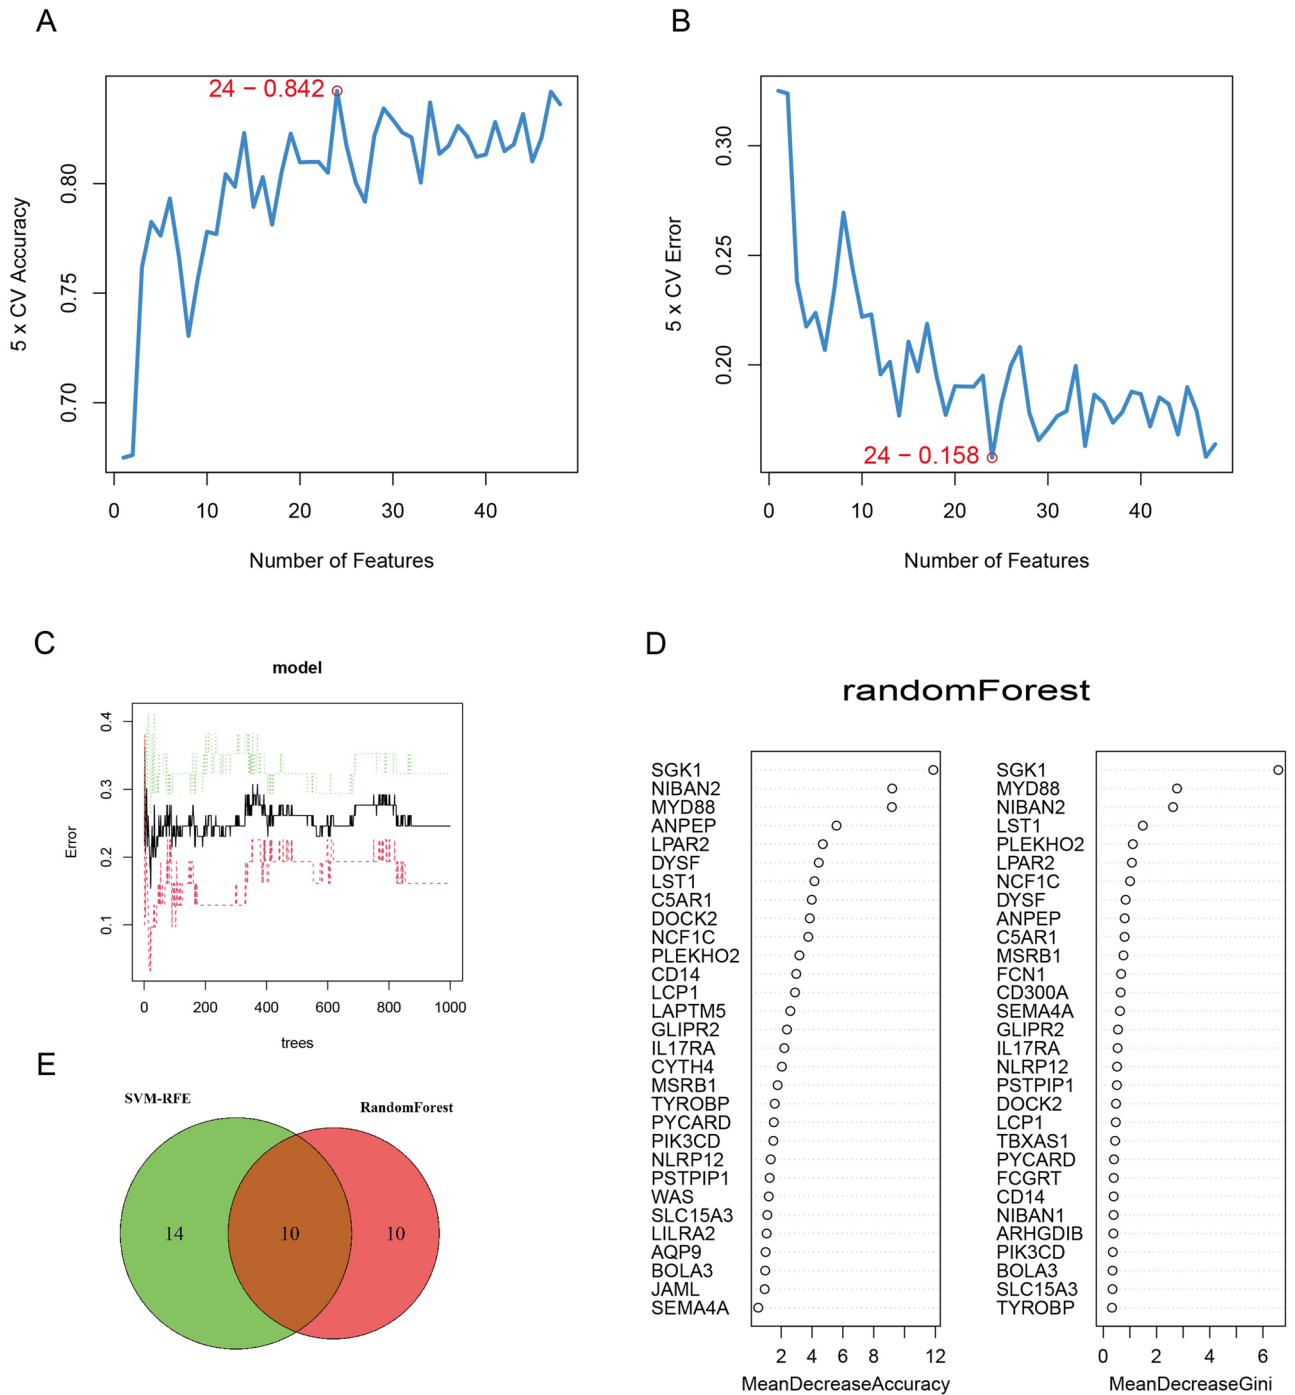 A
24 − 0.842
5 x CV Accuracy
0.80
0.75
0.70
0 10 20 30 40
Number of Features
B
24 − 0.158
5 x CV Error
0.30
0.25
0.20
0 10 20 30 40
Number of Features
C
model
Error
0.4
0.3
0.2
0.1
0 200 400 600 800 1000
trees
D
randomForest
SGK1
NIBAN2
MYD88
ANPEP
LPAR2
DYSF
LST1
C5AR1
DOCK2
NCF1C
PLEKHO2
CD14
LCP1
LAPTM5
GLIPR2
IL17RA
CYTH4
MSRB1
TYROBP
PYCARD
PIK3CD
NLRP12
PSTPIP1
WAS
SLC15A3
LILRA2
AQP9
BOLA3
JAML
SEMA4A
2 4 6 8 12
MeanDecreaseAccuracy
SGK1
MYD88
NIBAN2
LST1
PLEKHO2
LPAR2
NCF1C
DYSF
ANPEP
C5AR1
MSRB1
FCN1
CD300A
SEMA4A
GLIPR2
IL17RA
NLRP12
PSTPIP1
DOCK2
LCP1
TBXAS1
PYCARD
FCGRT
CD14
NIBAN1
ARHGDIB
PIK3CD
BOLA3
SLC15A3
TYROBP
0 2 4 6
MeanDecreaseGini
E
SVM-RFE
RandomForest
14 10 10